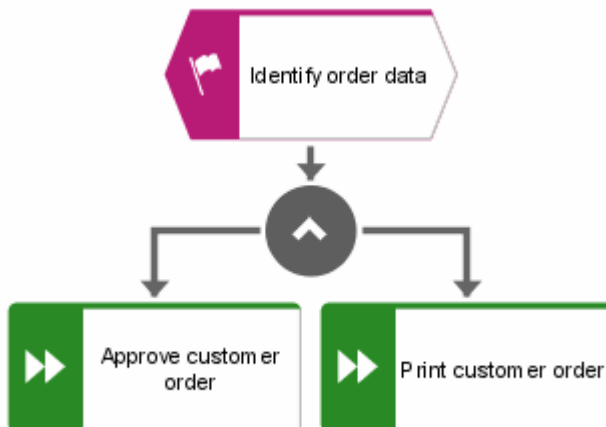 Identify order data
Approve customer
order
Print customer order